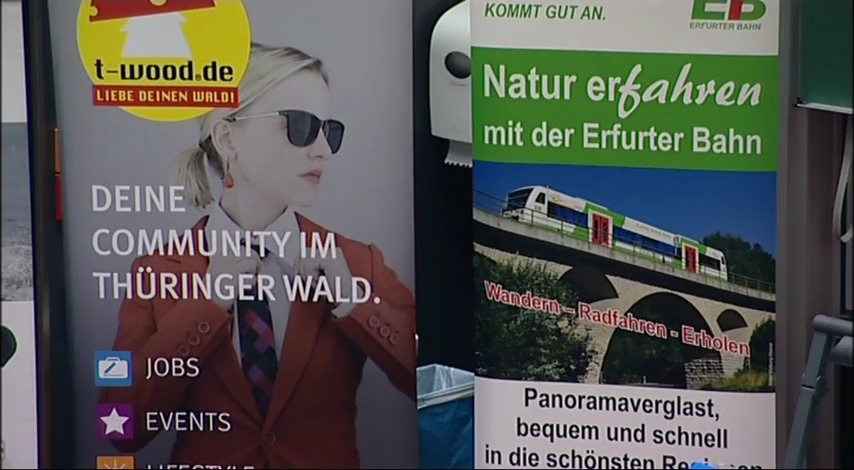 t-wood.de
LIEBE DEINEN WALD!
DEINE
COMMUNITY IM
THÜRINGER WALD.
JOBS
EVENTS
LIFESTYLE
KOMMT GUT AN.
EB
ERFURTER BAHN
Natur erfahren
mit der Erfurter Bahn
Wandern - Radfahren - Erholen
Panoramaverglast,
bequem und schnell
in die schönsten